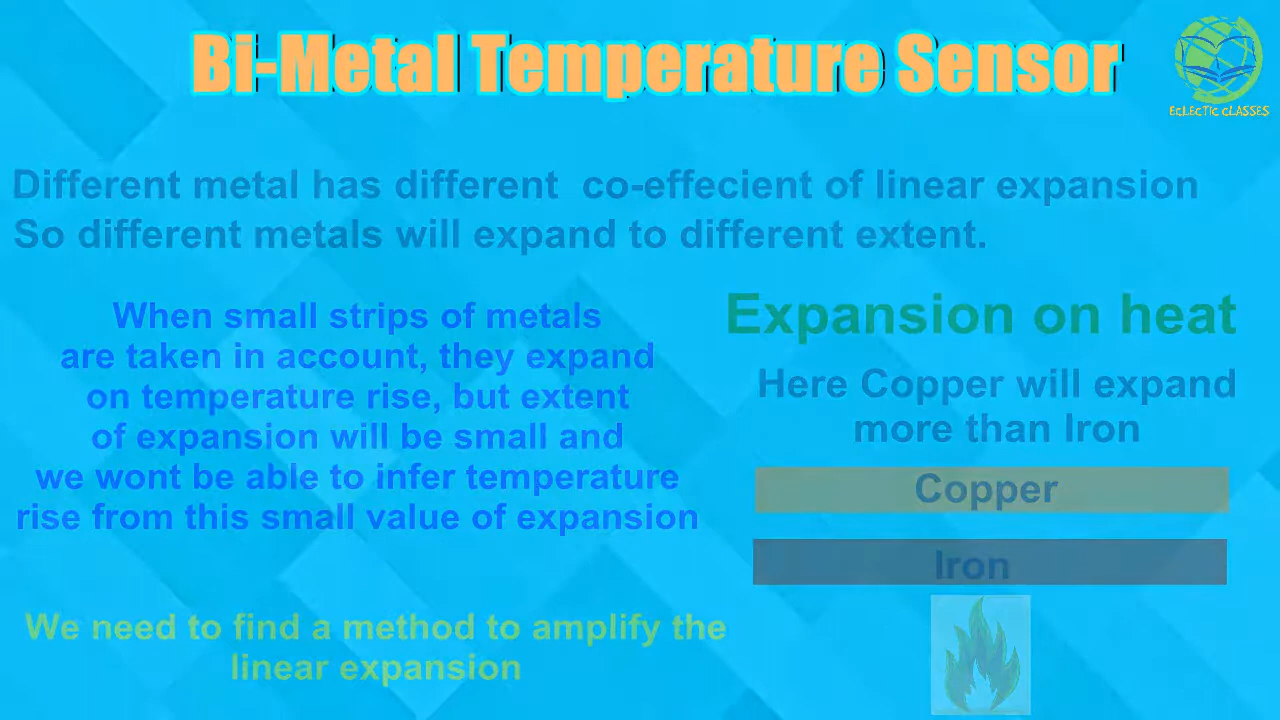 Bi-Metal Temperature Sensor
ECLECTIC CLASSES
Different metal has different co-effecient of linear expansion
So different metals will expand to different extent.
When small strips of metals
are taken in account, they expand
on temperature rise, but extent
of expansion will be small and
we wont be able to infer temperature
rise from this small value of expansion
We need to find a method to amplify the
linear expansion
Expansion on heat
Here Copper will expand
more than Iron
Copper
Iron